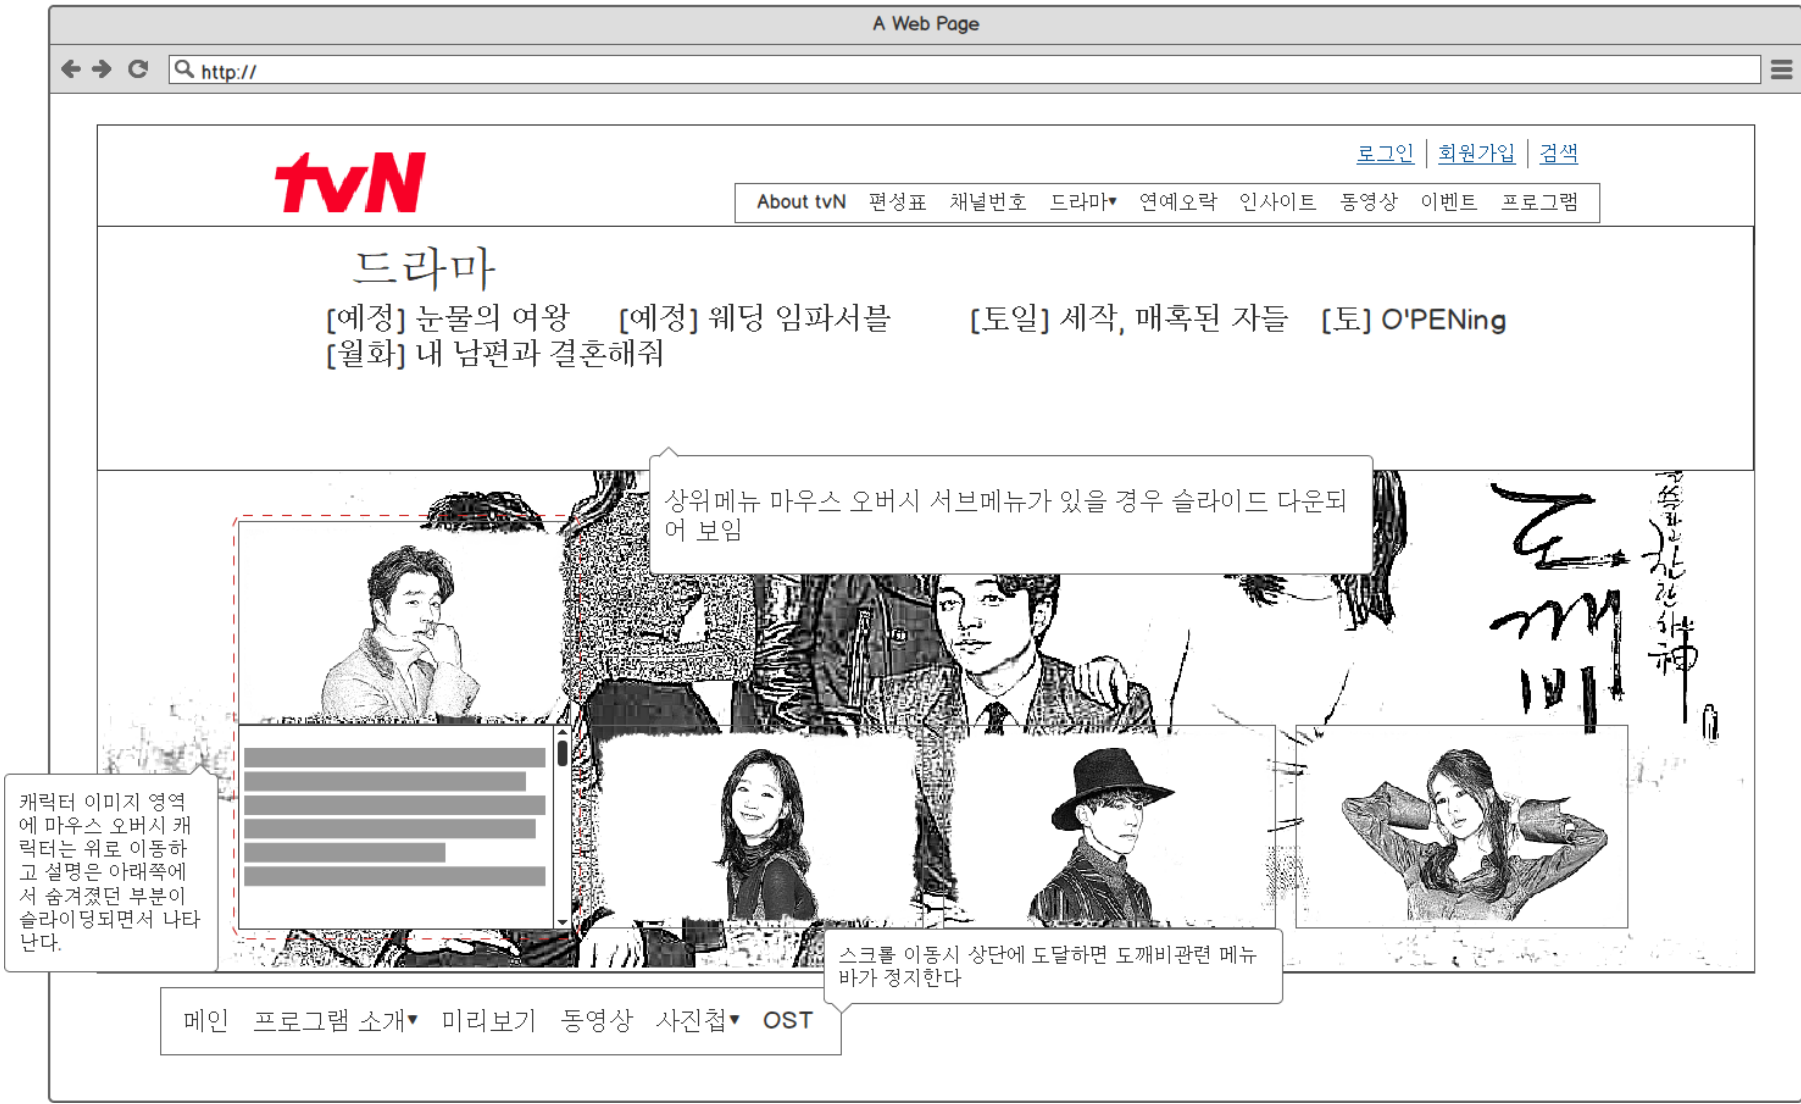 A Web Page
http://
tvN
로그인 회원가입 검색
About tvN 편성표 채널번호 드라마▾ 연예오락 인사이트 동영상 이벤트 프로그램
드라마
[예정] 눈물의 여왕 [예정] 웨딩 임파서블 [토일] 세작, 매혹된 자들 [토] O'PENing
[월화] 내 남편과 결혼해줘
상위메뉴 마우스 오버시 서브메뉴가 있을 경우 슬라이드 다운되
어 보임
도깨비
찬란하神
캐릭터 이미지 영역
에 마우스 오버시 캐
릭터는 위로 이동하
고 설명은 아래쪽에
서 숨겨졌던 부분이
슬라이딩되면서 나타
난다.
스크롤 이동시 상단에 도달하면 도깨비관련 메뉴
바가 정지한다
메인 프로그램 소개▾ 미리보기 동영상 사진첩▾ OST